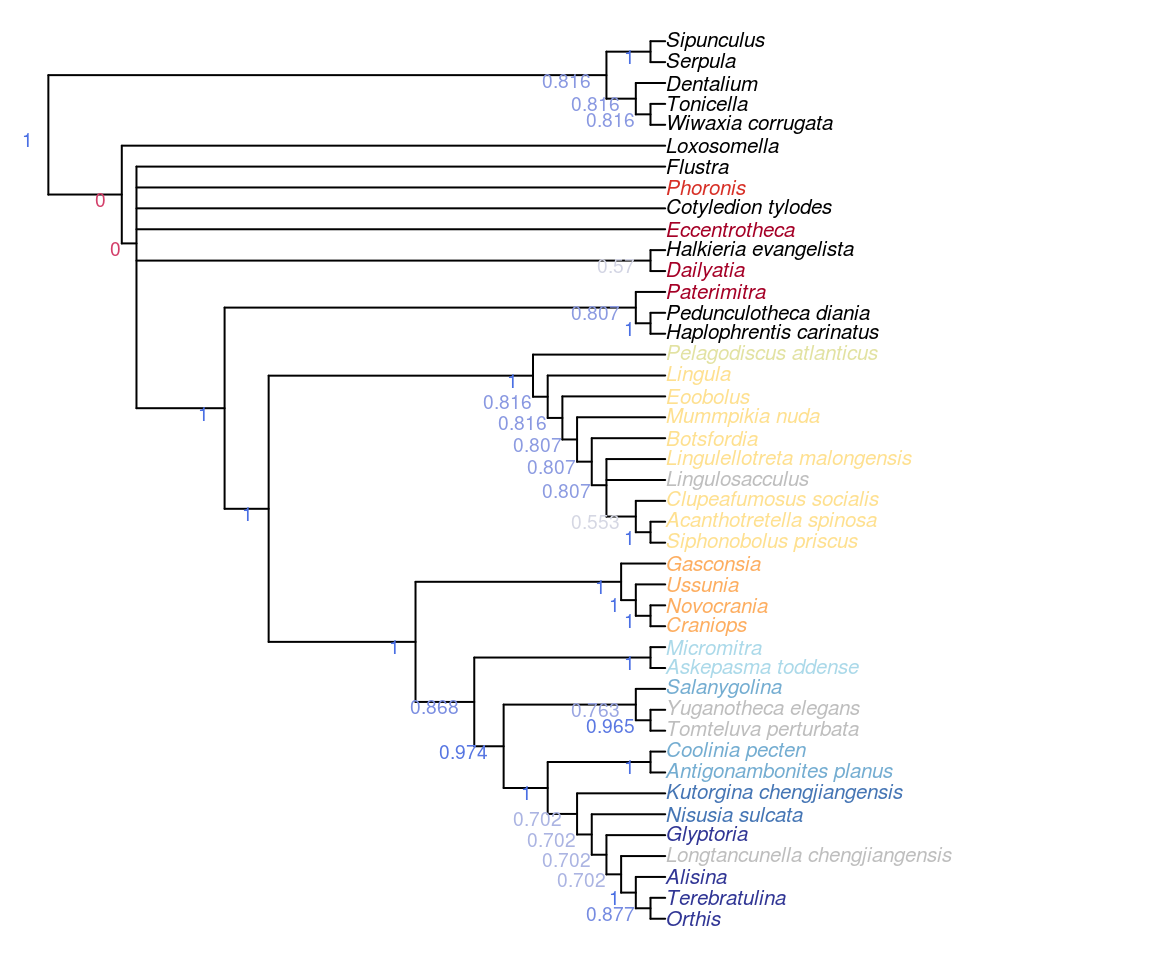 Sipunculus
1
Serpula
0.816
Dentalium
0.816
Tonicella
0.816
Wiwaxia corrugata
1
Loxosomella
Flustra
Phoronis
0
Cotyledion tylodes
Eccentrotheca
0
Halkieria evangelista
0.57
Dailyatia
Paterimitra
0.807
Pedunculotheca diania
1
Haplophrentis carinatus
Pelagodiscus atlanticus
1
Lingula
0.816
Eoobolus
1
0.816
Mummpikia nuda
0.807
Botsfordia
0.807
Lingulellotreta malongensis
0.807
Lingulosacculus
Clupeafumosus socialis
1
0.553
Acanthotretella spinosa
1
Siphonobolus priscus
Gasconsia
1
Ussunia
1
Novocrania
1
Craniops
1
Micromitra
1
Askepasma toddense
Salanygolina
0.868
0.763
Yuganotheca elegans
0.965
Tomteluva perturbata
0.974
Coolinia pecten
1
Antigonambonites planus
1
Kutorgina chengjiangensis
0.702
Nisusia sulcata
0.702
Glyptoria
0.702
Longtancunella chengjiangensis
0.702
Alisina
1
Terebratulina
0.877
Orthis